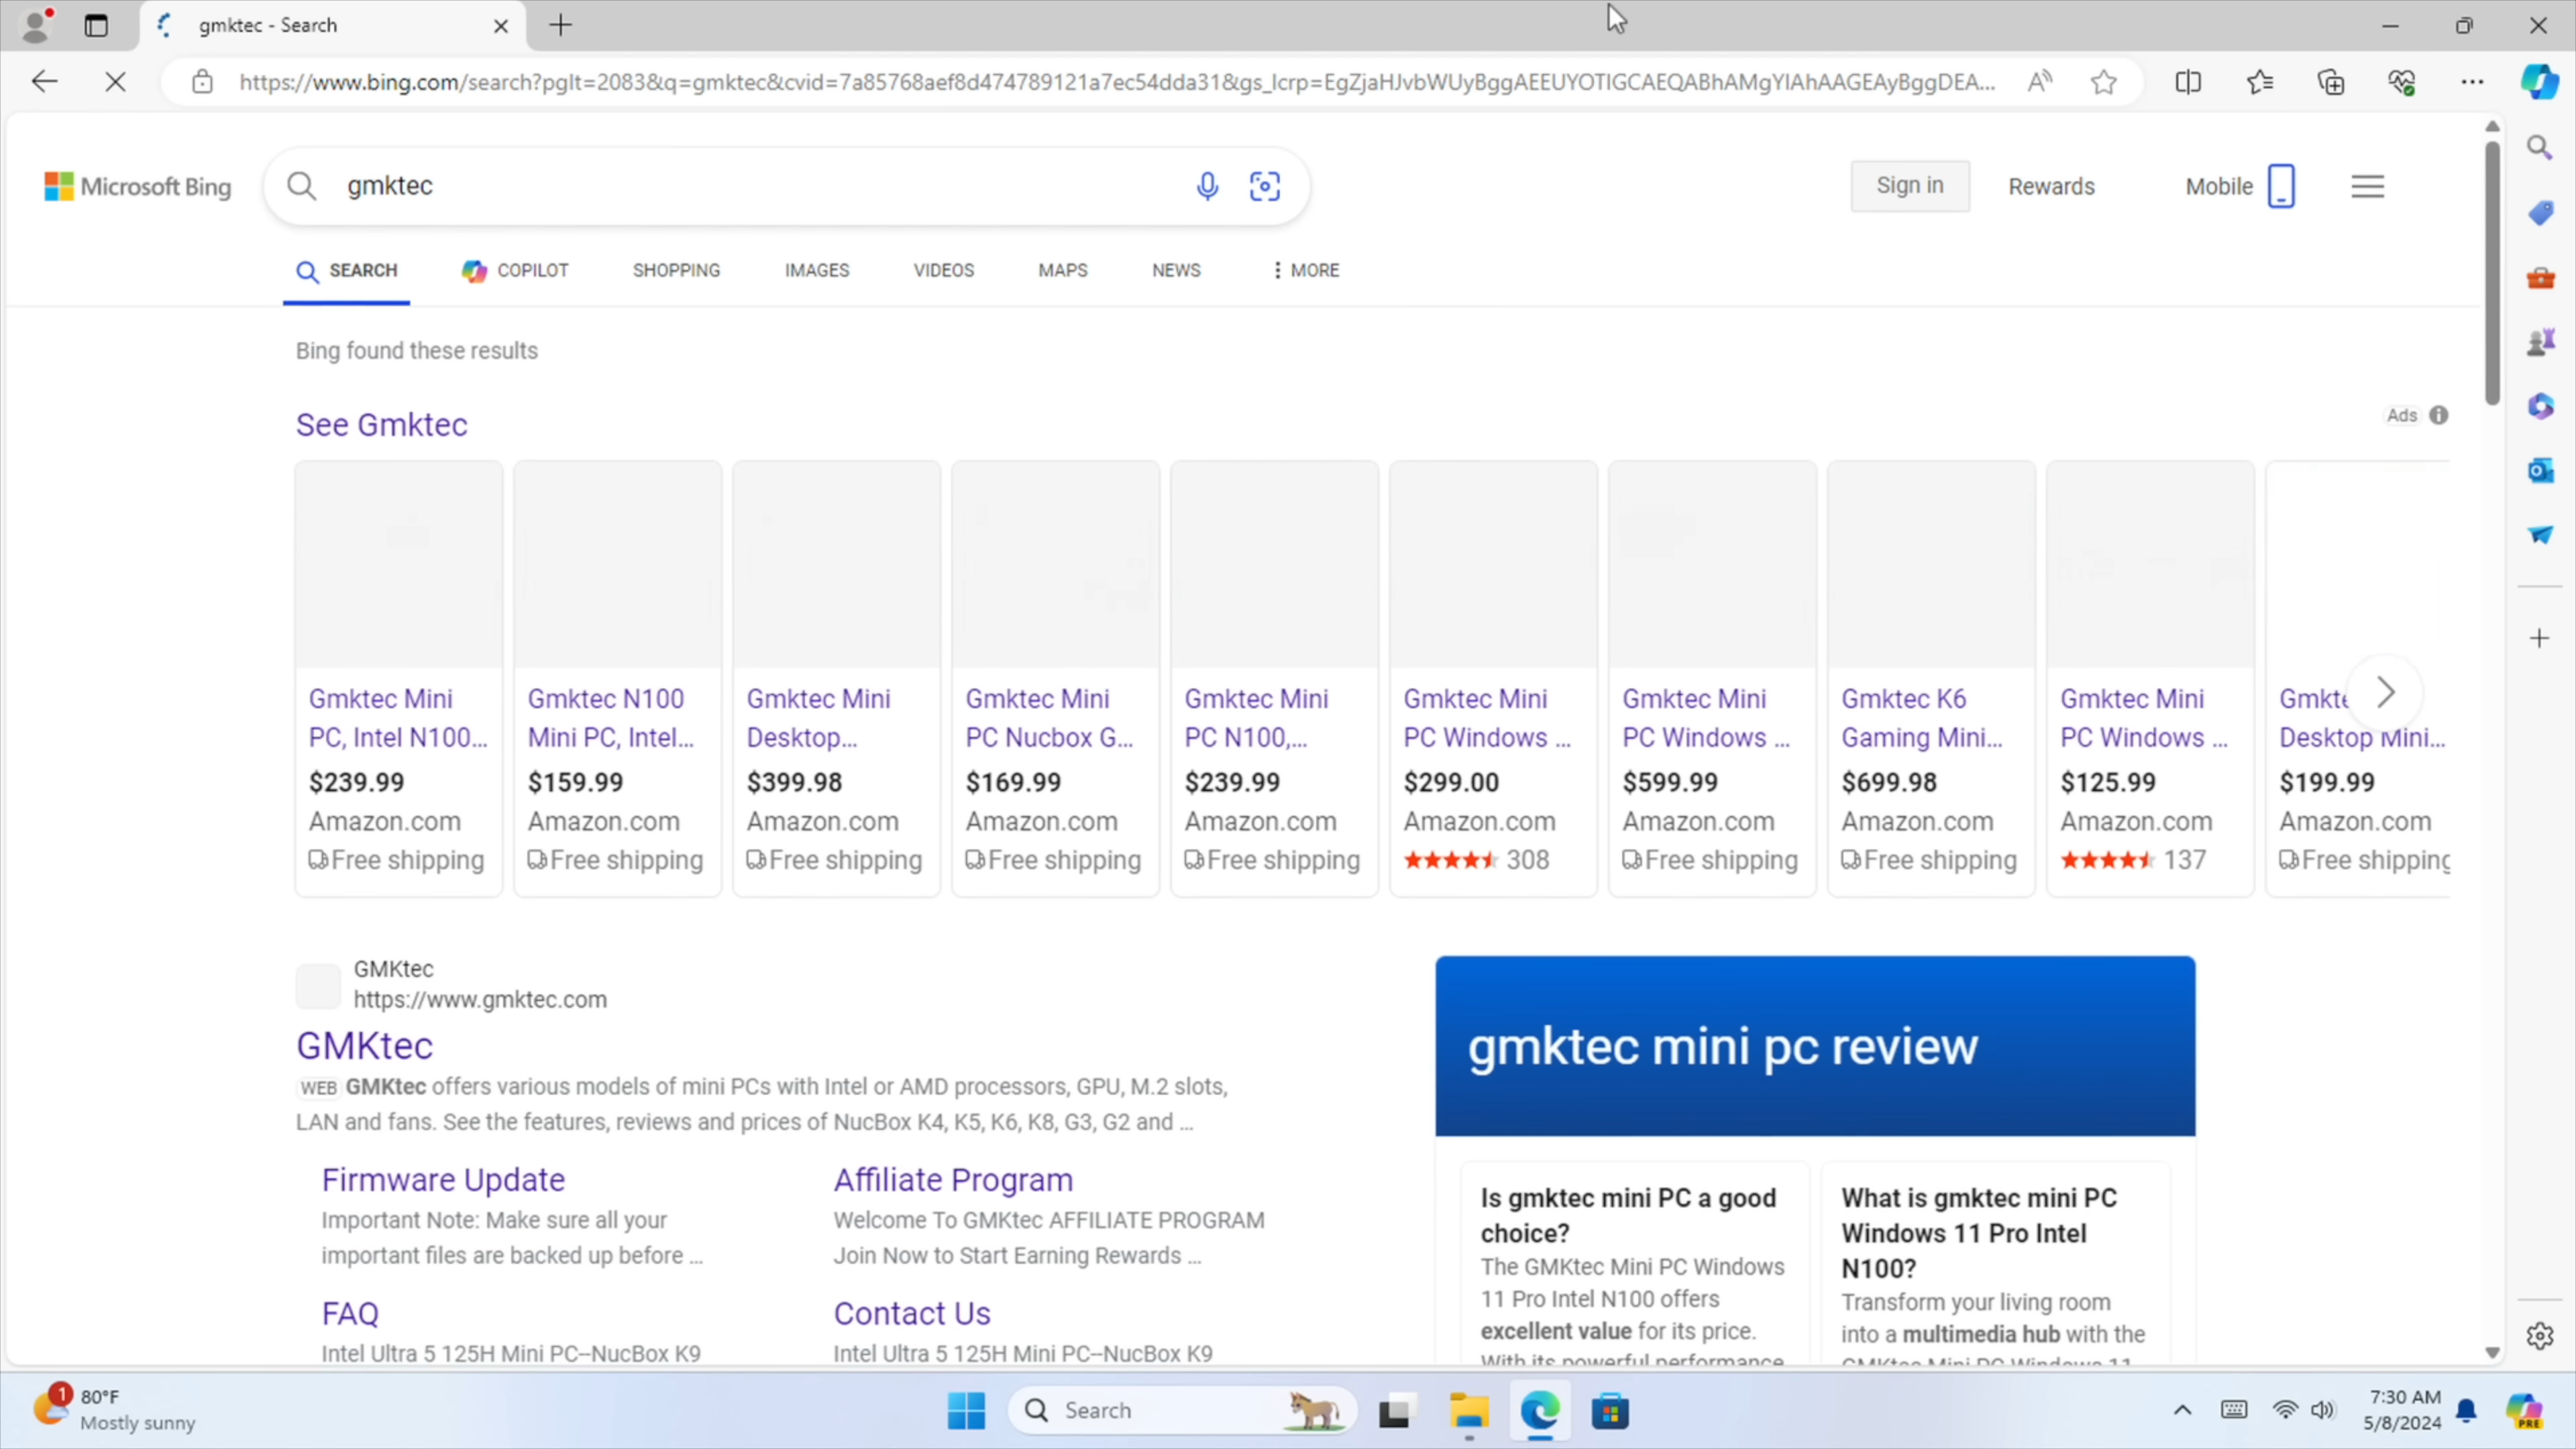 gmktec - Search
https://www.bing.com/search?pglt=2083&q=gmktec&cvid=7a85768aef8d474789121a7ec54dda31&gs_lcrp=EgZjaHJvbWUyBggAEEUYOTIGCAEQABhAMgYIAhAAGEAyBggDEA...
Microsoft Bing
gmktec
Sign in
Rewards
Mobile
SEARCH
COPILOT
SHOPPING
IMAGES
VIDEOS
MAPS
NEWS
MORE
Bing found these results
See Gmktec
Ads
Gmktec Mini
PC, Intel N100...
$239.99
Amazon.com
Free shipping
Gmktec N100
Mini PC, Intel...
$159.99
Amazon.com
Free shipping
Gmktec Mini
Desktop...
$399.98
Amazon.com
Free shipping
Gmktec Mini
PC Nucbox G...
$169.99
Amazon.com
Free shipping
Gmktec Mini
PC N100,...
$239.99
Amazon.com
Free shipping
Gmktec Mini
PC Windows ...
$299.00
Amazon.com
308
Gmktec Mini
PC Windows ...
$599.99
Amazon.com
Free shipping
Gmktec K6
Gaming Mini...
$699.98
Amazon.com
Free shipping
Gmktec Mini
PC Windows ...
$125.99
Amazon.com
137
Gmkte
Desktop Mini...
$199.99
Amazon.com
Free shipping
GMKtec
https://www.gmktec.com
GMKtec
WEB GMKtec offers various models of mini PCs with Intel or AMD processors, GPU, M.2 slots,
LAN and fans. See the features, reviews and prices of NucBox K4, K5, K6, K8, G3, G2 and ...
Firmware Update
Important Note: Make sure all your
important files are backed up before ...
Affiliate Program
Welcome To GMKtec AFFILIATE PROGRAM
Join Now to Start Earning Rewards ...
FAQ
Intel Ultra 5 125H Mini PC--NucBox K9
Contact Us
Intel Ultra 5 125H Mini PC--NucBox K9
gmktec mini pc review
Is gmktec mini PC a good
choice?
The GMKtec Mini PC Windows
11 Pro Intel N100 offers
excellent value for its price.
With its powerful performance
What is gmktec mini PC
Windows 11 Pro Intel
N100?
Transform your living room
into a multimedia hub with the
GMKtec Mini PC Windows 11
1
80°F
Mostly sunny
Search
7:30 AM
5/8/2024
PRE